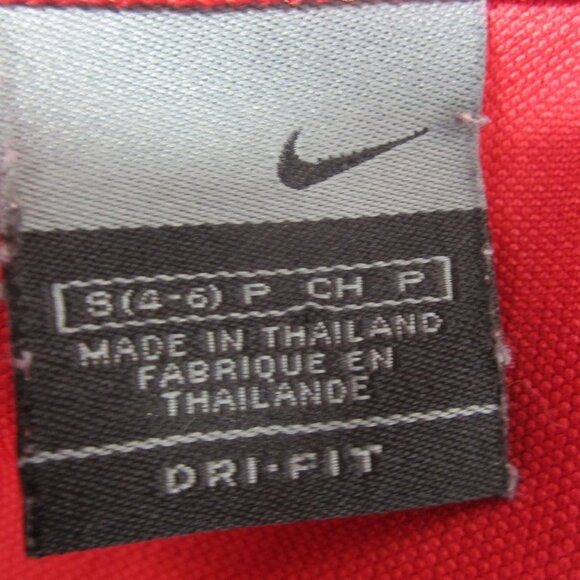 S(4-6) P CH P
MADE IN THAILAND
FABRIQUE EN
THAILANDE
DRI-FIT